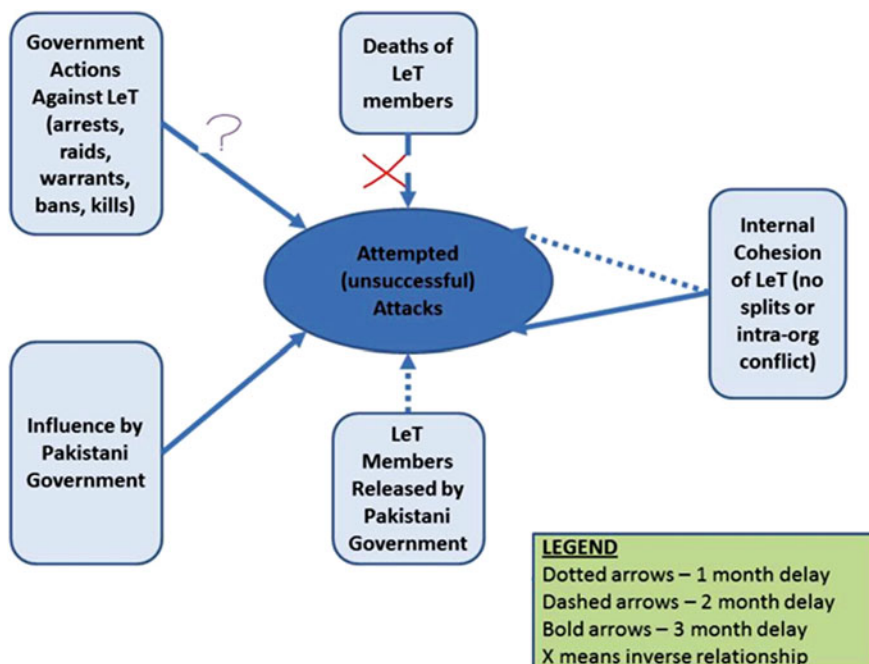 Government
Actions
Against LeT
(arrests,
raids,
warrants,
bans, kills)
?
Deaths of
LeT
members
Attempted
(unsuccessful)
Attacks
Internal
Cohesion
of LeT (no
splits or
intra-org
conflict)
Influence by
Pakistani
Government
LeT
Members
Released by
Pakistani
Government
LEGEND
Dotted arrows – 1 month delay
Dashed arrows – 2 month delay
Bold arrows – 3 month delay
X means inverse relationship